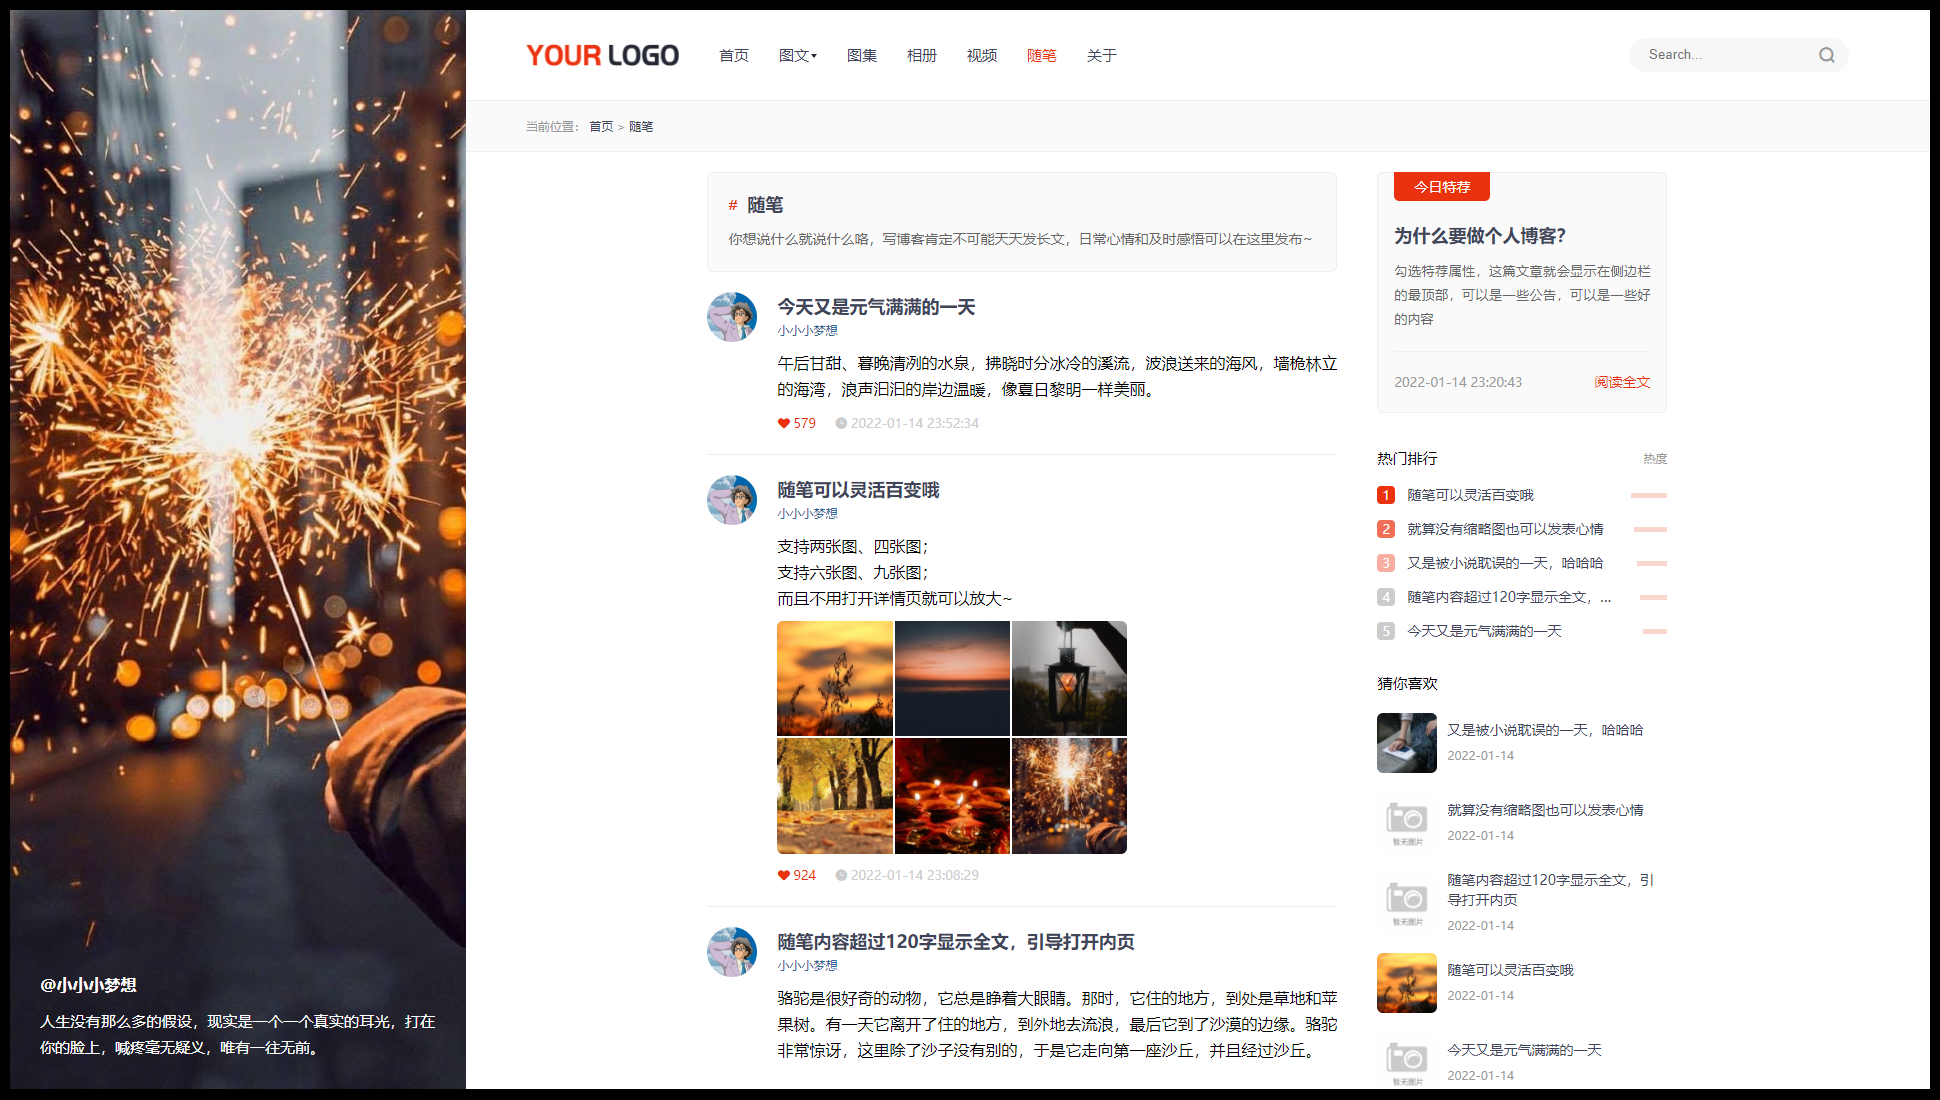 YOUR LOGO
首页 图文 图集 相册 视频 随笔 关于
Search...
当前位置： 首页 > 随笔
# 随笔
你想说什么就说什么咯，写博客肯定不可能天天发长文，日常心情和及时感悟可以在这里发布~
今天又是元气满满的一天
小小小梦想
午后甘甜、暮晚清冽的水泉，拂晓时分冰冷的溪流，波浪送来的海风，墙桅林立
的海湾，浪声汩汩的岸边温暖，像夏日黎明一样美丽。
579 2022-01-14 23:52:34
随笔可以灵活百变哦
小小小梦想
支持两张图、四张图；
支持六张图、九张图；
而且不用打开详情页就可以放大~
924 2022-01-14 23:08:29
随笔内容超过120字显示全文，引导打开内页
小小小梦想
骆驼是很好奇的动物，它总是睁着大眼睛。那时，它住的地方，到处是草地和苹
果树。有一天它离开了住的地方，到外地去流浪，最后它到了沙漠的边缘。骆驼
非常惊讶，这里除了沙子没有别的，于是它走向第一座沙丘，并且经过沙丘。
今日特荐
为什么要做个人博客？
勾选特荐属性，这篇文章就会显示在侧边栏
的最顶部，可以是一些公告，可以是一些好
的内容
2022-01-14 23:20:43 阅读全文
热门排行 热度
1 随笔可以灵活百变哦
2 就算没有缩略图也可以发表心情
3 又是被小说耽误的一天，哈哈哈
4 随笔内容超过120字显示全文，...
5 今天又是元气满满的一天
猜你喜欢
又是被小说耽误的一天，哈哈哈
2022-01-14
暂无图片
就算没有缩略图也可以发表心情
2022-01-14
暂无图片
随笔内容超过120字显示全文，引
导打开内页
2022-01-14
随笔可以灵活百变哦
2022-01-14
暂无图片
今天又是元气满满的一天
2022-01-14
@小小小梦想
人生没有那么多的假设，现实是一个一个真实的耳光，打在
你的脸上，喊疼毫无疑义，唯有一往无前。